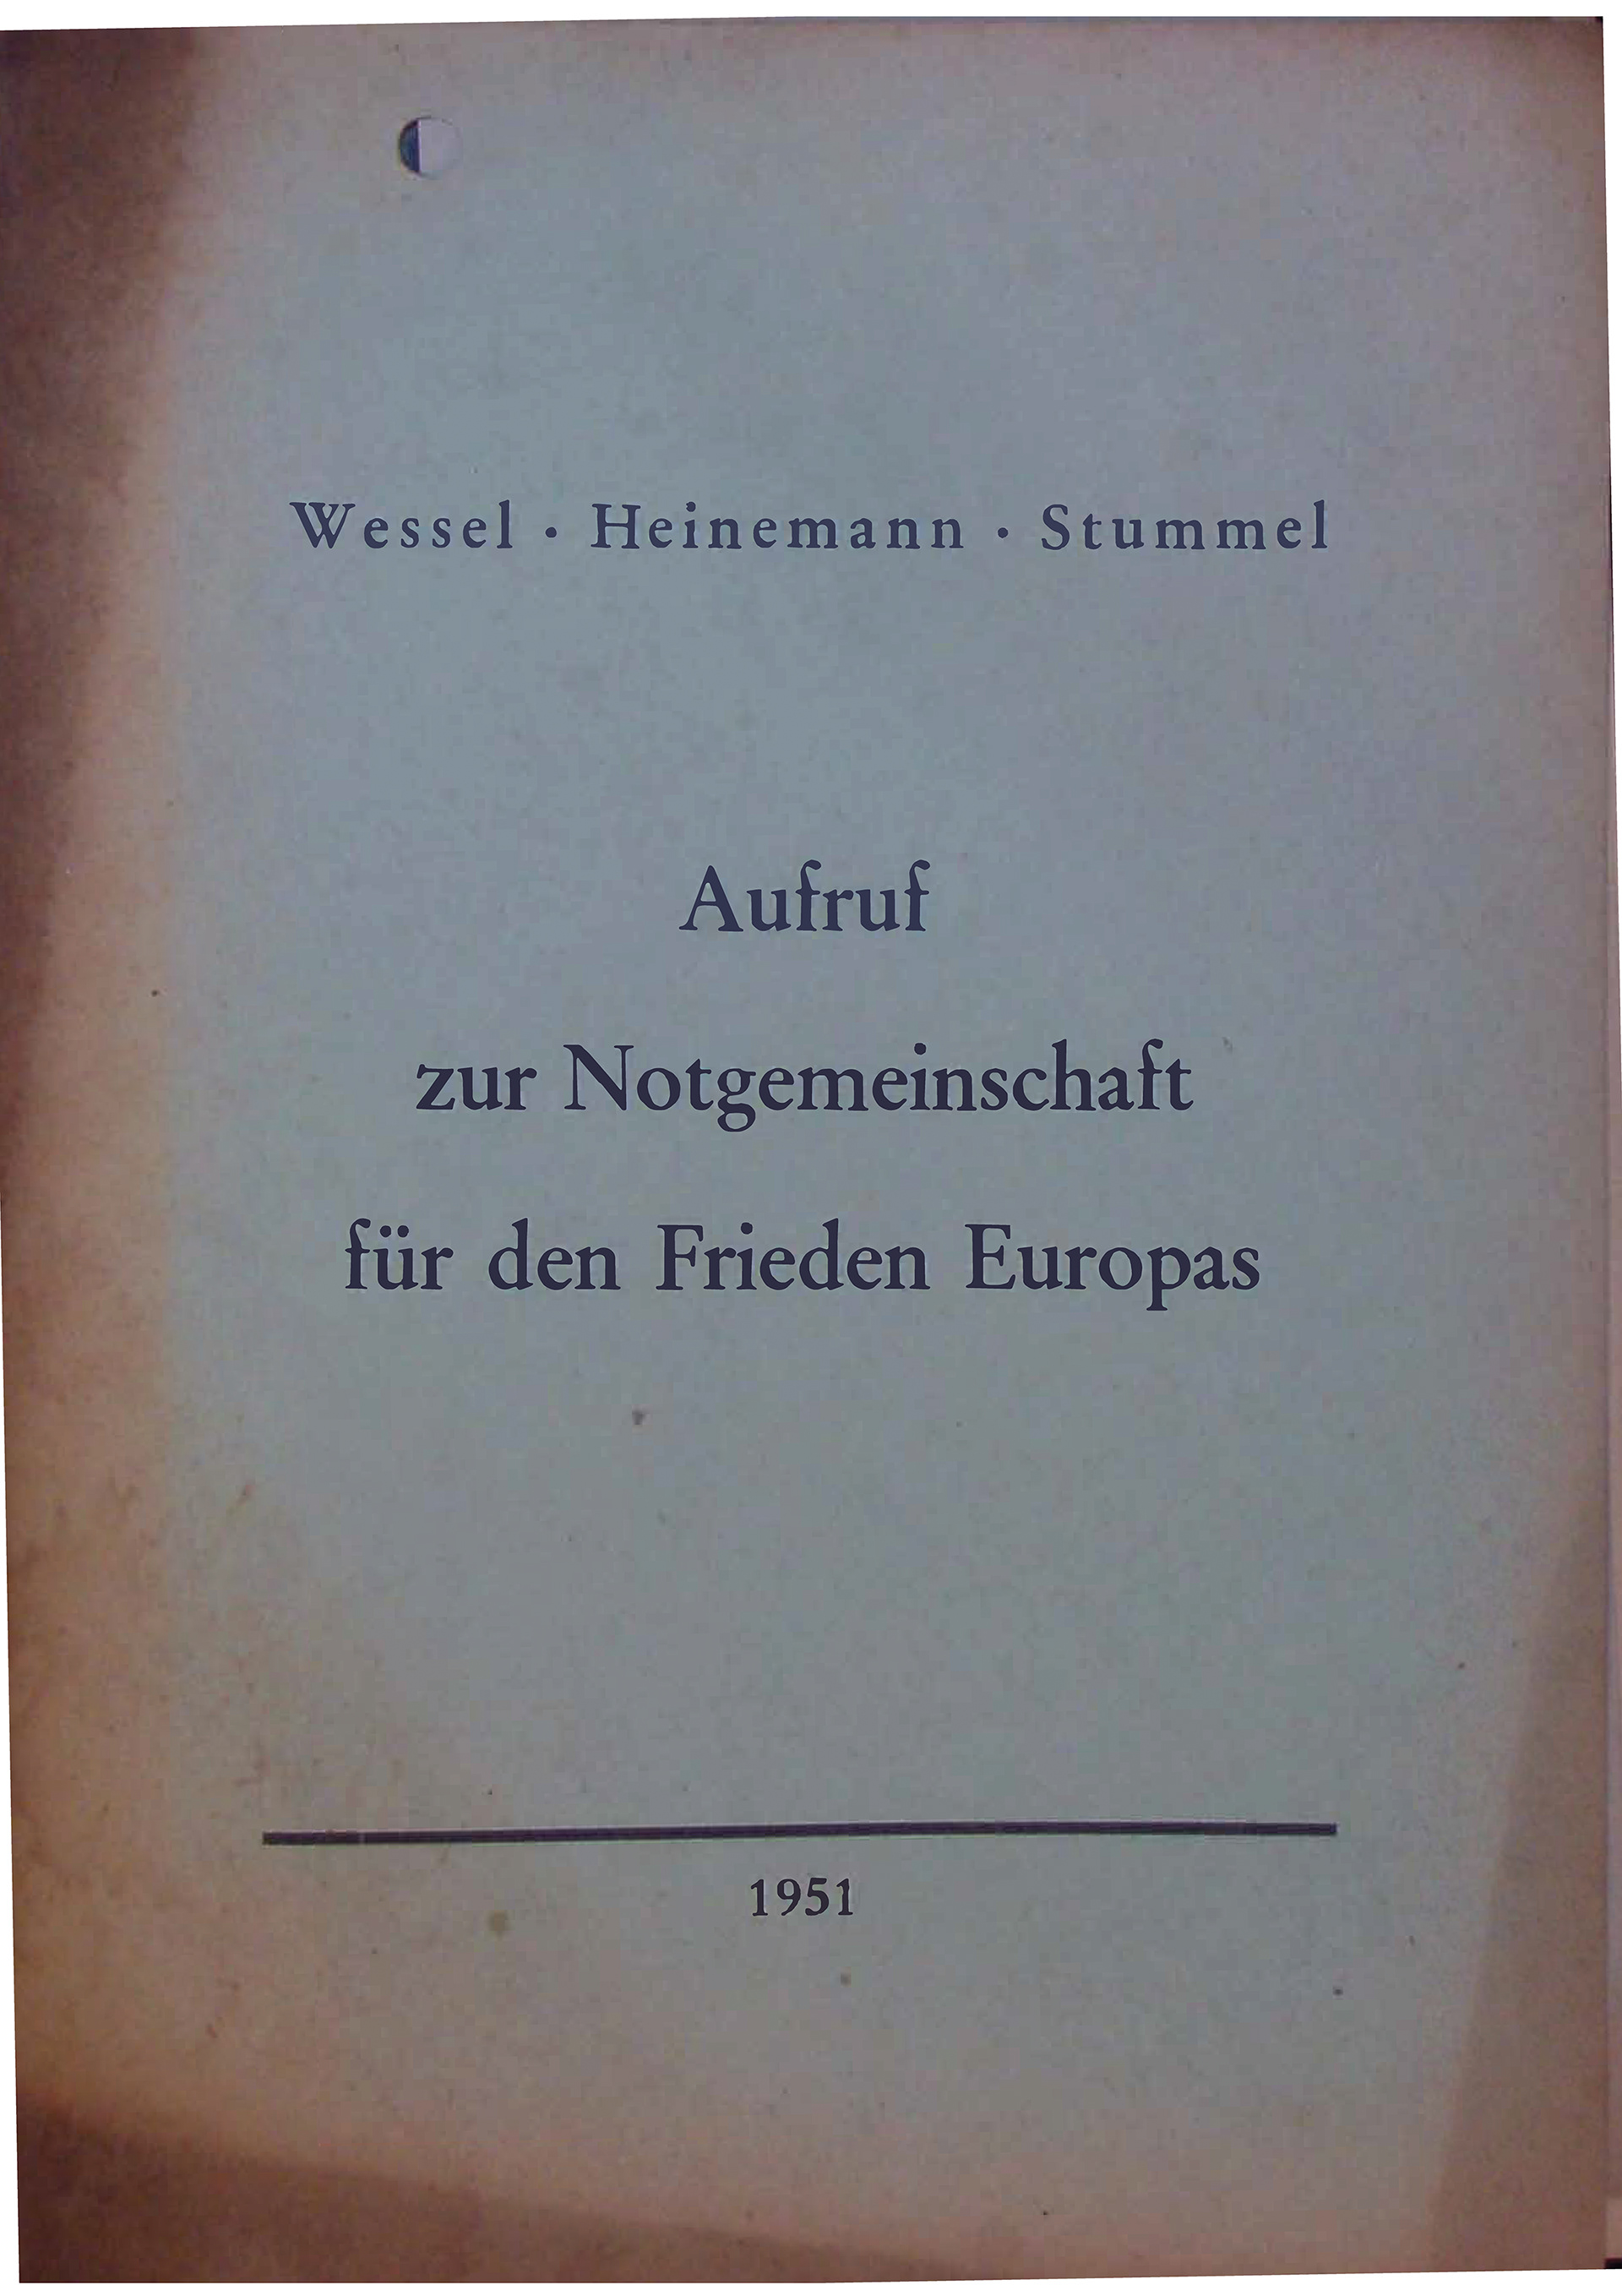 Wessel · Heinemann · Stummel
Aufruf
zur Notgemeinschaft
für den Frieden Europas
1951